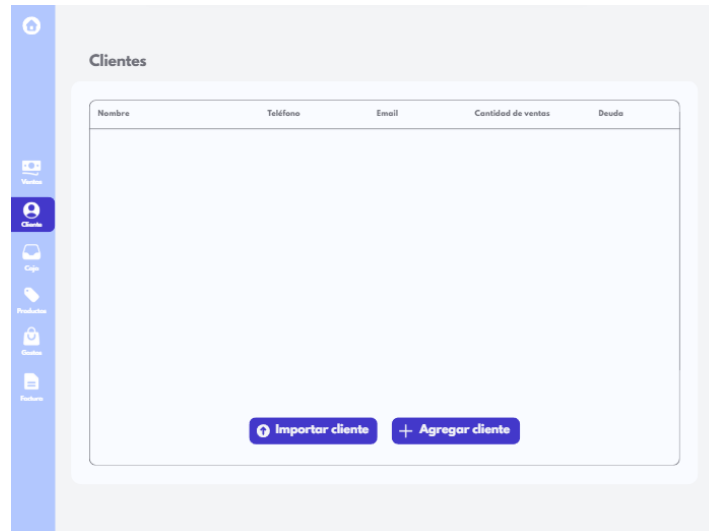 Clientes
Nombre Teléfono Email Cantidad de ventas Deuda
Ventas
Cliente
Caja
Productos
Gastos
Factura
Importar cliente
Agregar cliente